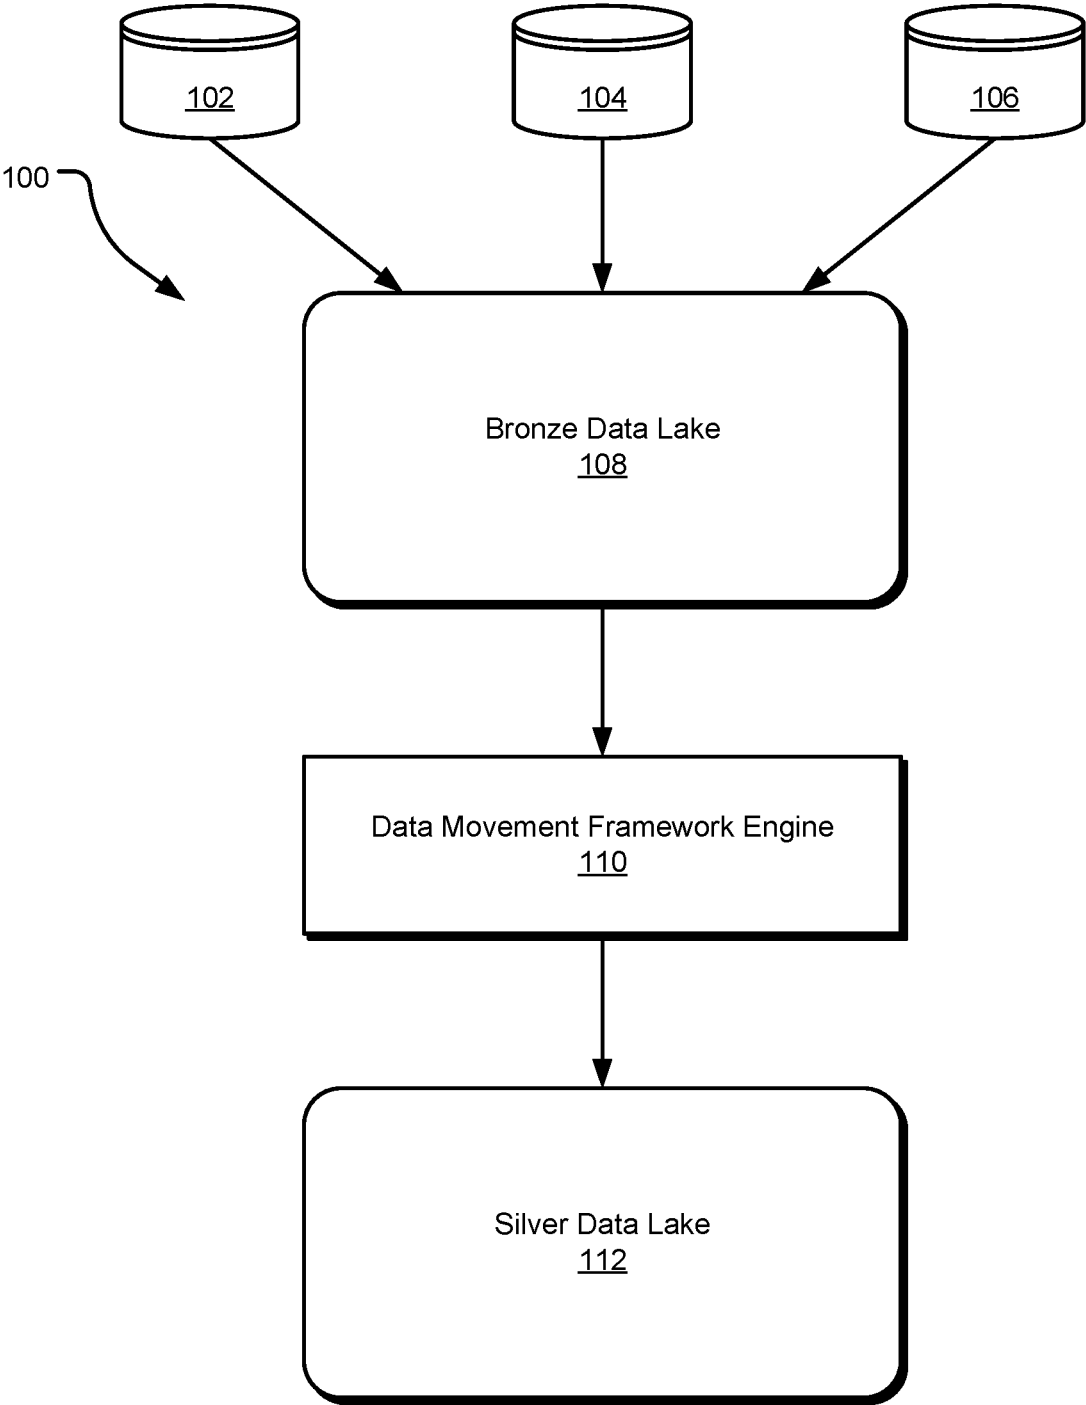 102
104
106
100
Bronze Data Lake
108
Data Movement Framework Engine
110
Silver Data Lake
112